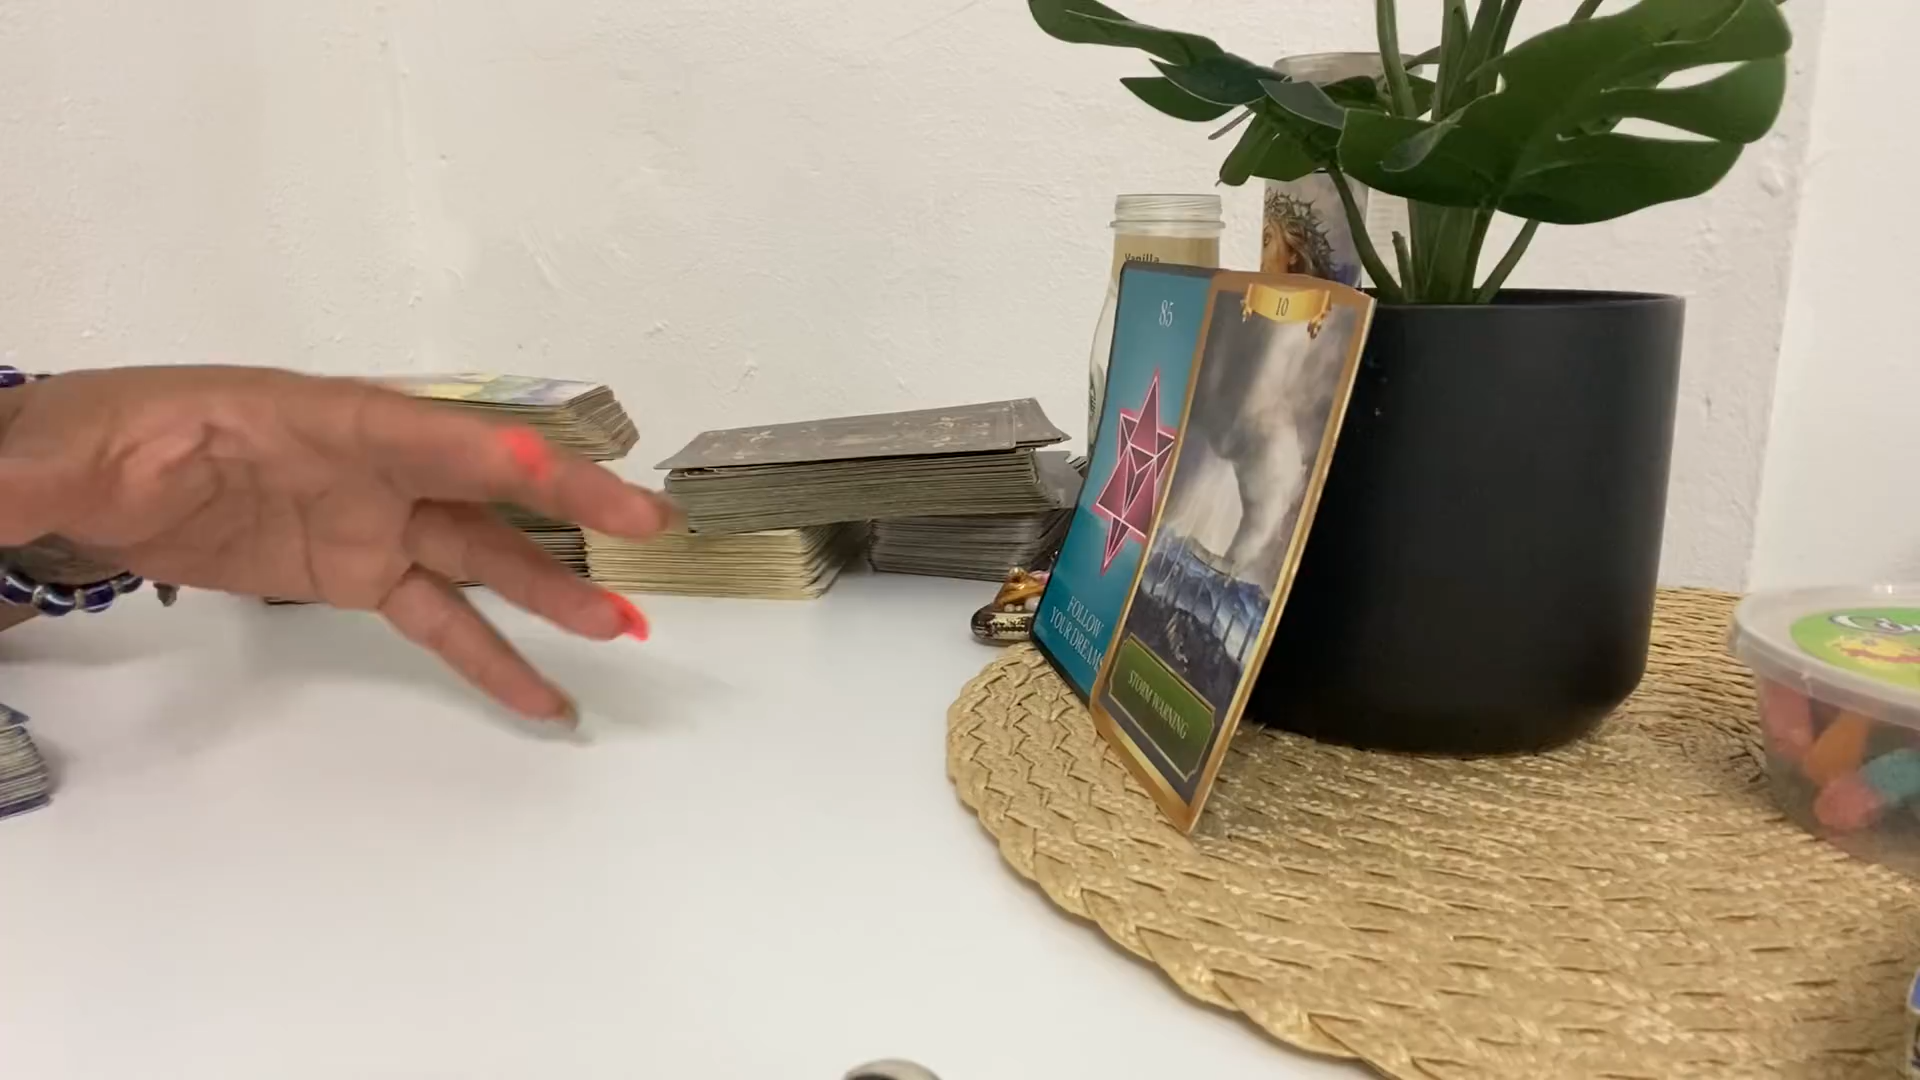 Vanilla
85
FOLLOW
YOUR DREAMS
10
STORM WARNING